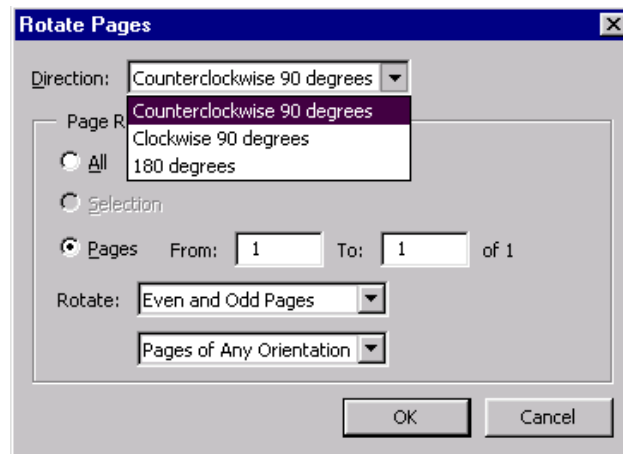 Rotate Pages
Direction: Counterclockwise 90 degrees
Counterclockwise 90 degrees
Page R
Clockwise 90 degrees
All
180 degrees
Selection
Pages From: 1 To: 1 of 1
Rotate: Even and Odd Pages
Pages of Any Orientation
OK Cancel